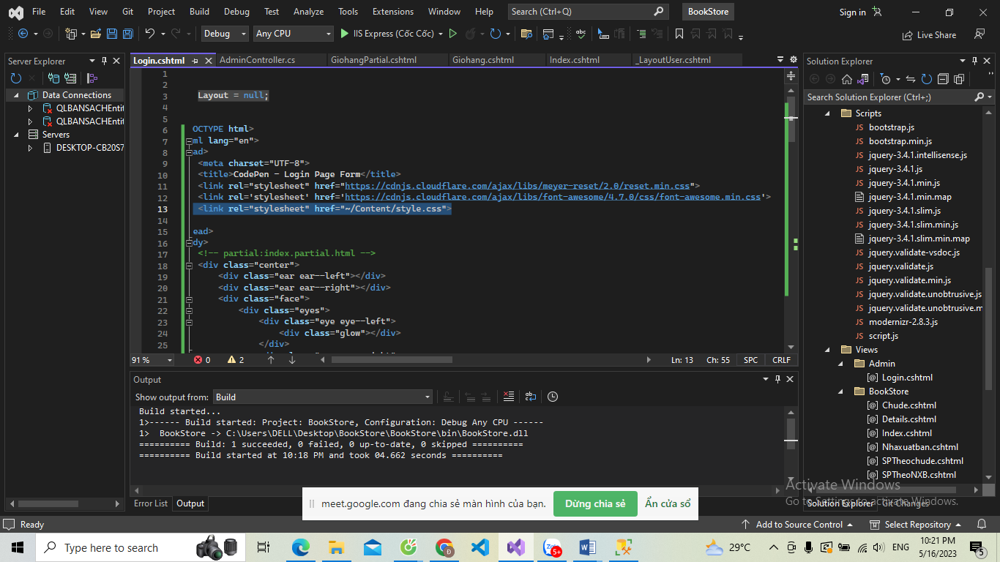 File Edit View Git Project Build Debug Test Analyze Tools Extensions Window Help Search (Ctrl+Q) BookStore Sign in
Debug Any CPU IIS Express (Cốc Cốc) Live Share
Server Explorer
Data Connections
QLBANSACHEntit
QLBANSACHEntit
Servers
DESKTOP-CB20S7
Login.cshtml AdminController.cs GiohangPartial.cshtml Giohang.cshtml Index.cshtml _LayoutUser.cshtml
1
2
3 Layout = null;
4
5
6 OCTYPE html>
7 ml lang="en">
8 ad>
9 <meta charset="UTF-8">
10 <title>CodePen - Login Page Form</title>
11 <link rel="stylesheet" href="https://cdnjs.cloudflare.com/ajax/libs/meyer-reset/2.0/reset.min.css">
12 <link rel='stylesheet' href='https://cdnjs.cloudflare.com/ajax/libs/font-awesome/4.7.0/css/font-awesome.min.css'>
13 <link rel="stylesheet" href="~/Content/style.css">
14
15 ead>
16 dy>
17 <!-- partial:index.partial.html -->
18 <div class="center">
19 <div class="ear ear--left"></div>
20 <div class="ear ear--right"></div>
21 <div class="face">
22 <div class="eyes">
23 <div class="eye eye--left">
24 <div class="glow"></div>
25 </div>
91 % 0 2 Ln: 13 Ch: 55 SPC CRLF
Output
Show output from: Build
Build started...
1>------ Build started: Project: BookStore, Configuration: Debug Any CPU ------
1> BookStore -> C:\Users\DELL\Desktop\BookStore\BookStore\bin\BookStore.dll
========== Build: 1 succeeded, 0 failed, 0 up-to-date, 0 skipped ==========
========== Build started at 10:18 PM and took 04.662 seconds ==========
Error List Output
Solution Explorer
Search Solution Explorer (Ctrl+;)
Scripts
bootstrap.js
bootstrap.min.js
jquery-3.4.1.intellisense.js
jquery-3.4.1.js
jquery-3.4.1.min.js
jquery-3.4.1.min.map
jquery-3.4.1.slim.js
jquery-3.4.1.slim.min.js
jquery-3.4.1.slim.min.map
jquery.validate-vsdoc.js
jquery.validate.js
jquery.validate.min.js
jquery.validate.unobtrusive.js
jquery.validate.unobtrusive.m
modernizr-2.8.3.js
script.js
Views
Admin
Login.cshtml
BookStore
Chude.cshtml
Details.cshtml
Index.cshtml
Nhaxuatban.cshtml
SPTheochude.cshtml
SPTheoNXB.cshtml
Solution Explorer Git Changes
Activate Windows
Go to Settings to activate Windows.
meet.google.com đang chia sẻ màn hình của bạn. Dừng chia sẻ Ẩn cửa sổ
Ready Add to Source Control Select Repository
Type here to search 5+ 29°C ENG 10:21 PM 5/16/2023 5